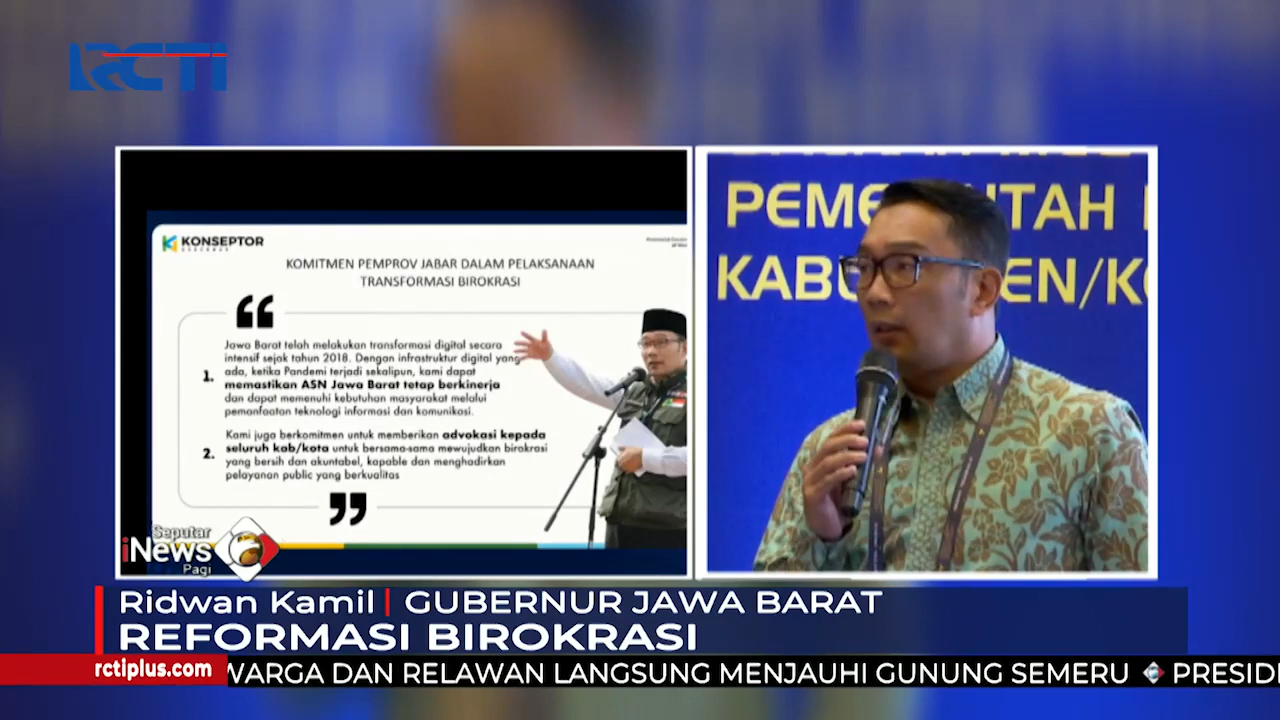 RCTI
PEMERINTAH
KABUPATEN/KO
KONSEPTOR
KOMITMEN PEMPROV JABAR DALAM PELAKSANAAN
TRANSFORMASI BIROKRASI
“
Jawa Barat telah melakukan transformasi digital secara
intensif sejak tahun 2018. Dengan infrastruktur digital yang
1. ada, ketika Pandemi terjadi sekalipun, kami dapat
memastikan ASN Jawa Barat tetap berkinerja
dan dapat memenuhi kebutuhan masyarakat melalui
pemanfaatan teknologi informasi dan komunikasi.
Kami juga berkomitmen untuk memberikan advokasi kepada
2. seluruh kab/kota untuk bersama-sama mewujudkan birokrasi
yang bersih dan akuntabel, kapable dan menghadirkan
pelayanan public yang berkualitas
”
Seputar
iNews
Pagi
Ridwan Kamil | GUBERNUR JAWA BARAT
REFORMASI BIROKRASI
rctiplus.com WARGA DAN RELAWAN LANGSUNG MENJAUHI GUNUNG SEMERU PRESIDE